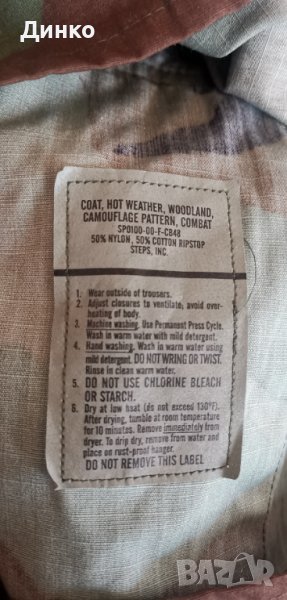 Динко
COAT, HOT WEATHER, WOODLAND,
CAMOUFLAGE PATTERN, COMBAT
SPO100-00-F-CB48
50% NYLON, 50% COTTON RIPSTOP
STEPS, INC.
1. Wear outside of trousers.
2. Adjust closures to ventilate, avoid over-
heating of body.
3. Machine washing. Use Permanent Press Cycle.
Wash in warm water with mild detergent.
4. Hand washing. Wash in warm water using
mild detergent. DO NOT WRING OR TWIST.
Rinse in clean warm water.
5. DO NOT USE CHLORINE BLEACH
OR STARCH.
6. Dry at low heat (do not exceed 130°F).
After drying, tumble at room temperature
for 10 minutes. Remove immediately from
dryer. To drip dry, remove from water and
place on rust-proof hanger.
DO NOT REMOVE THIS LABEL
BAZAR